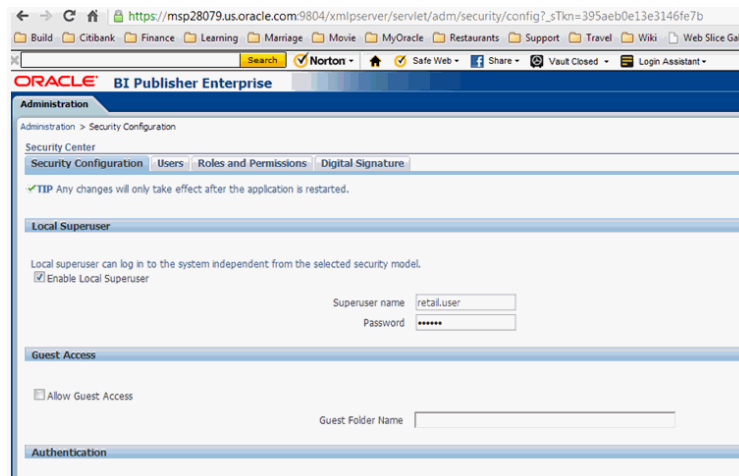 https://msp28079.us.oracle.com:9804/xmlpserver/servlet/adm/security/config?_sTkn=395aeb0e13e3146fe7b
Build Citibank Finance Learning Marriage Movie MyOracle Restaurants Support Travel Wiki Web Slice Gal
Search Norton Safe Web Share Vault Closed Login Assistant
ORACLE BI Publisher Enterprise
Administration
Administration > Security Configuration
Security Center
Security Configuration Users Roles and Permissions Digital Signature
TIP Any changes will only take effect after the application is restarted.
Local Superuser
Local superuser can log in to the system independent from the selected security model.
Enable Local Superuser
Superuser name retail.user
Password ••••••
Guest Access
Allow Guest Access
Guest Folder Name
Authentication